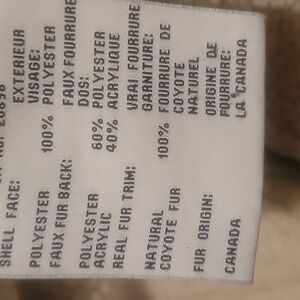 SHELL FACE:
POLYESTER
FAUX FUR BACK:
POLYESTER
ACRYLIC
REAL FUR TRIM:
NATURAL
COYOTE FUR
FUR ORIGIN:
CANADA
EXTERIEUR
VISAGE:
100% POLYESTER
FAUX FOURRURE
DOS:
60% POLYESTER
40% ACRYLIQUE
VRAI FOURRURE
GARNITURE:
100% FOURRURE DE
COYOTE
NATUREL
ORIGINE DE
FOURRURE:
LA CANADA